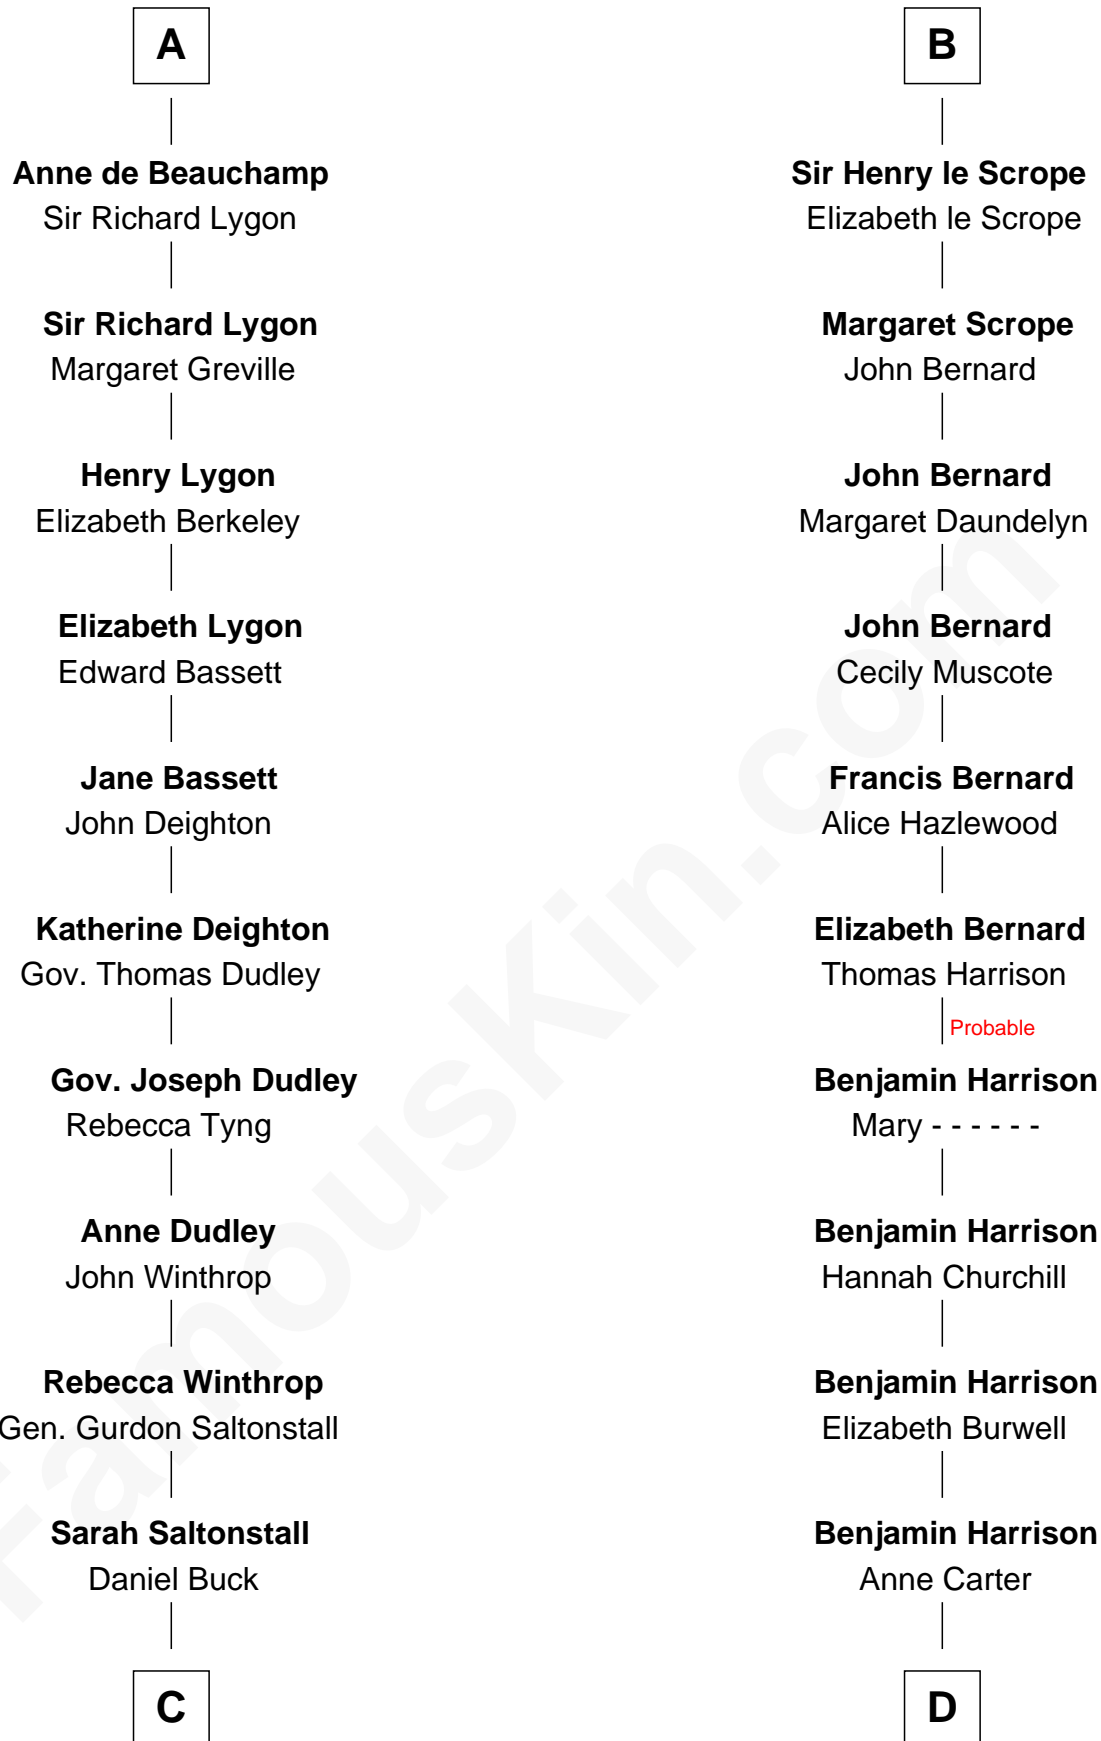 A
Anne de Beauchamp
Sir Richard Lygon
Sir Richard Lygon
Margaret Greville
Henry Lygon
Elizabeth Berkeley
Elizabeth Lygon
Edward Bassett
Jane Bassett
John Deighton
Katherine Deighton
Gov. Thomas Dudley
Gov. Joseph Dudley
Rebecca Tyng
Anne Dudley
John Winthrop
Rebecca Winthrop
Gen. Gurdon Saltonstall
Sarah Saltonstall
Daniel Buck
C
B
Sir Henry le Scrope
Elizabeth le Scrope
Margaret Scrope
John Bernard
John Bernard
Margaret Daundelyn
John Bernard
Cecily Muscote
Francis Bernard
Alice Hazlewood
Elizabeth Bernard
Thomas Harrison
Probable
Benjamin Harrison
Mary - - - - - -
Benjamin Harrison
Hannah Churchill
Benjamin Harrison
Elizabeth Burwell
Benjamin Harrison
Anne Carter
D
FamousKin.com